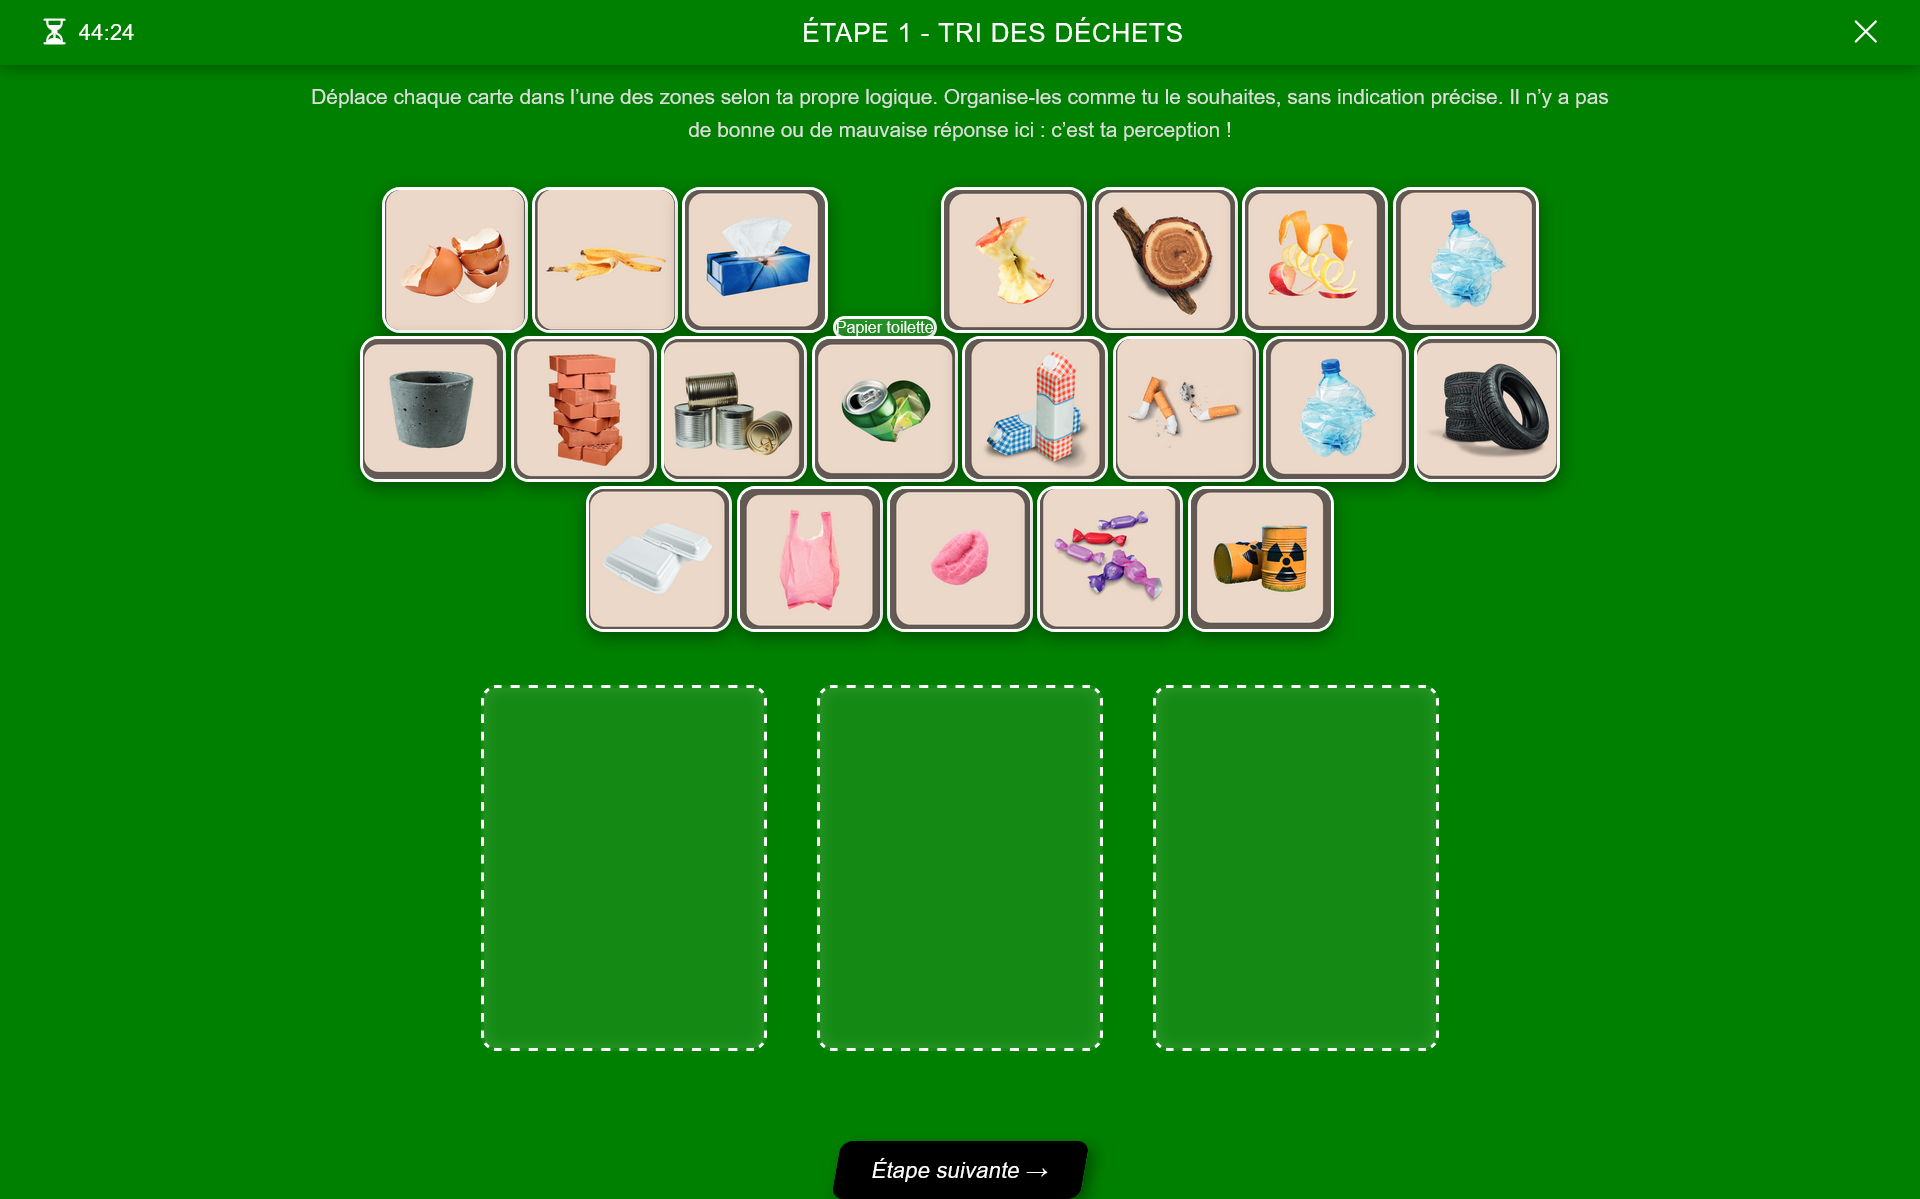 44:24
ÉTAPE 1 - TRI DES DÉCHETS
Déplace chaque carte dans l’une des zones selon ta propre logique. Organise-les comme tu le souhaites, sans indication précise. Il n’y a pas
de bonne ou de mauvaise réponse ici : c’est ta perception !
Papier toilette
Étape suivante →